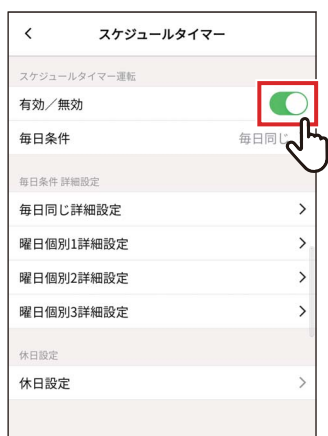 スケジュールタイマー
スケジュールタイマー運転
有効／無効
毎日条件
毎日同じ
毎日条件 詳細設定
毎日同じ詳細設定
曜日個別1詳細設定
曜日個別2詳細設定
曜日個別3詳細設定
休日設定
休日設定